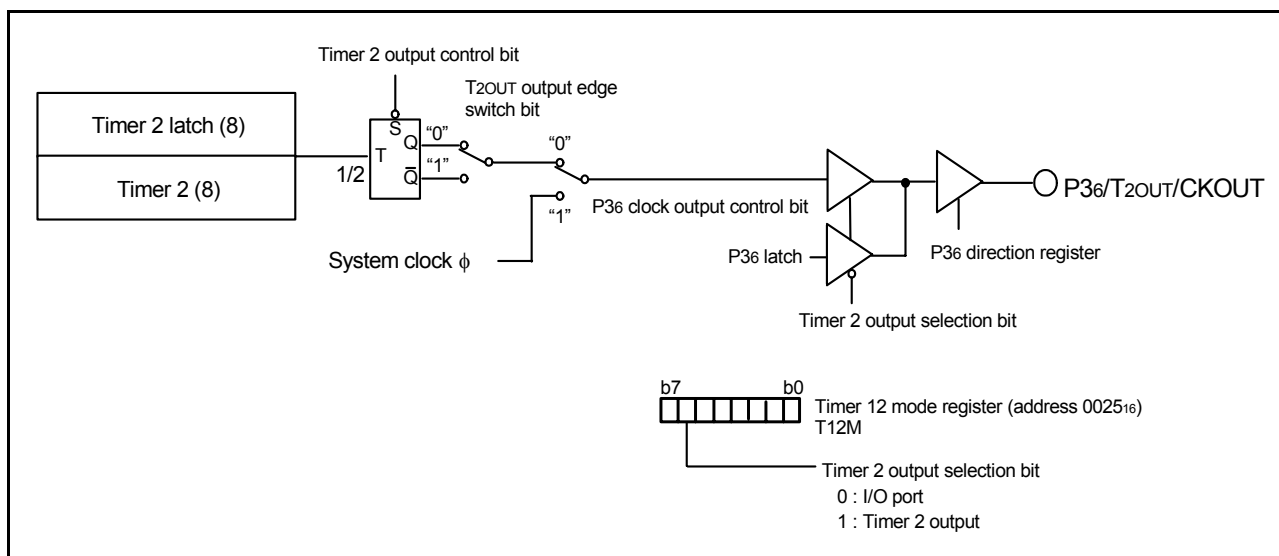 Timer 2 output control bit
T2OUT output edge
switch bit
Timer 2 latch (8)
Timer 2 (8)
S
T
Q
Q̅
1/2
“0”
“1”
“0”
“1”
P36 clock output control bit
System clock ϕ
P36 latch
P36/T2OUT/CKOUT
P36 direction register
Timer 2 output selection bit
b7
b0
Timer 12 mode register (address 002516)
T12M
Timer 2 output selection bit
0 : I/O port
1 : Timer 2 output